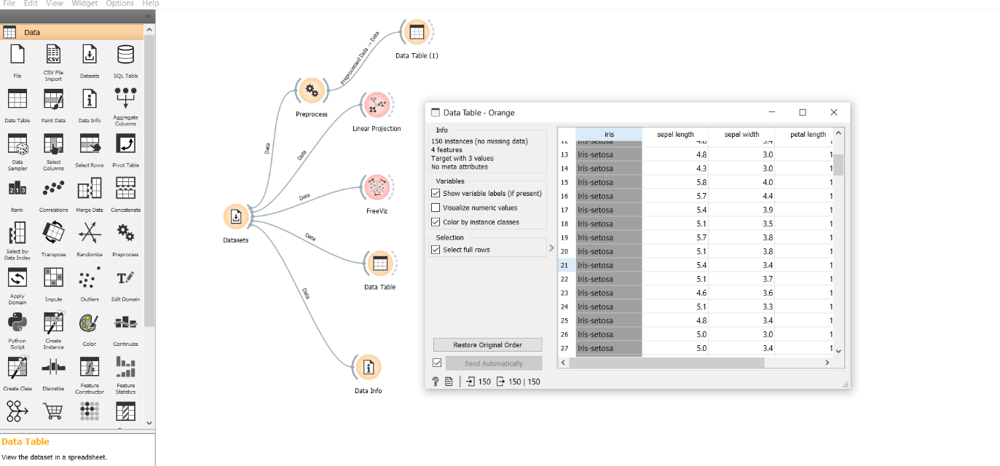 File Edit View Widget Options Help
«
Data
File
CSV File Import
Datasets
SQL Table
Data Table
Paint Data
Data Info
Aggregate Columns
Data Sampler
Select Columns
Select Rows
Pivot Table
Rank
Correlations
Merge Data
Concatenate
Select by Data Index
Transpose
Randomize
Preprocess
Apply Domain
Impute
Outliers
Edit Domain
Python Script
Create Instance
Color
Continuize
Create Class
Discretize
Feature Constructor
Feature Statistics
Data Table
View the dataset in a spreadsheet.
Data Table (1)
Preprocessed Data → Data
Preprocess
Linear Projection
Data
Data
Data
FreeViz
Datasets
Data
Data Table
Data
Data Info
Data Table - Orange
Info
150 instances (no missing data)
4 features
Target with 3 values
No meta attributes
Variables
Show variable labels (if present)
Visualize numeric values
Color by instance classes
Selection
Select full rows
Restore Original Order
Send Automatically
? 150 150 | 150
iris sepal length sepal width petal length
12 Iris-setosa 4.8 3.4
13 Iris-setosa 4.8 3.0 1
14 Iris-setosa 4.3 3.0 1
15 Iris-setosa 5.8 4.0 1
16 Iris-setosa 5.7 4.4 1
17 Iris-setosa 5.4 3.9 1
18 Iris-setosa 5.1 3.5 1
19 Iris-setosa 5.7 3.8 1
20 Iris-setosa 5.1 3.8 1
21 Iris-setosa 5.4 3.4 1
22 Iris-setosa 5.1 3.7 1
23 Iris-setosa 4.6 3.6 1
24 Iris-setosa 5.1 3.3 1
25 Iris-setosa 4.8 3.4 1
26 Iris-setosa 5.0 3.0 1
27 Iris-setosa 5.0 3.4 1